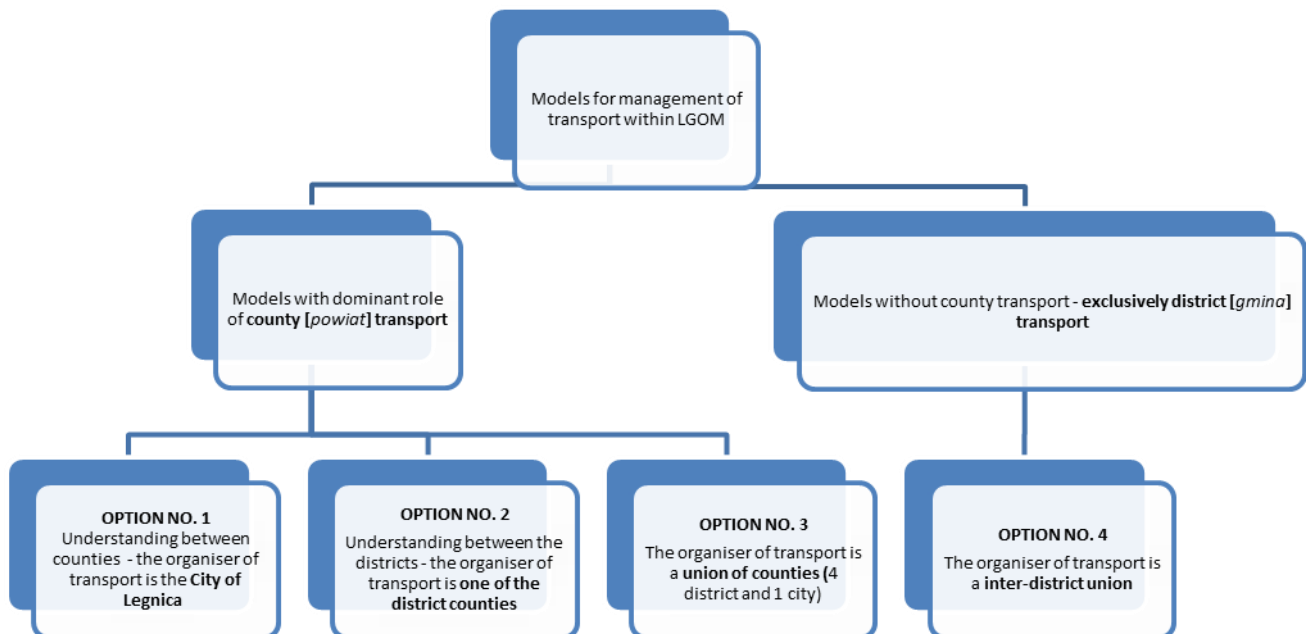 Models for management of
transport within LGOM
Models with dominant role
of county [powiat] transport
Models without county transport - exclusively district [gmina]
transport
OPTION NO. 1
Understanding between
counties - the organiser of
transport is the City of
Legnica
OPTION NO. 2
Understanding between the
districts - the organiser of
transport is one of the
district counties
OPTION NO. 3
The organiser of transport is
a union of counties (4
district and 1 city)
OPTION NO. 4
The organiser of transport is
a inter-district union